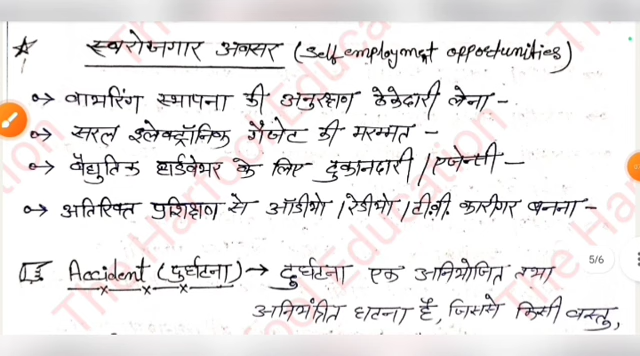 ☆ स्वरोजगार अवसर (self employment opportunities)
↦ वायरिंग स्थापना की अनुरक्षण ठेकेदारी लेना -
↦ सरल इलेक्ट्रॉनिक गैजेट की मरम्मत -
↦ वैद्युतिक हार्डवेयर के लिए दुकानदारी / एजेन्सी -
↦ अतिरिक्त प्रशिक्षण से ऑडीयो / रेडीयो / टी.वी. कारीगर बनना -
5/6
Accident (दुर्घटना) → दुर्घटना एक अनियोजित तथा
अनियंत्रित घटना है, जिसमे किसी वस्तु,